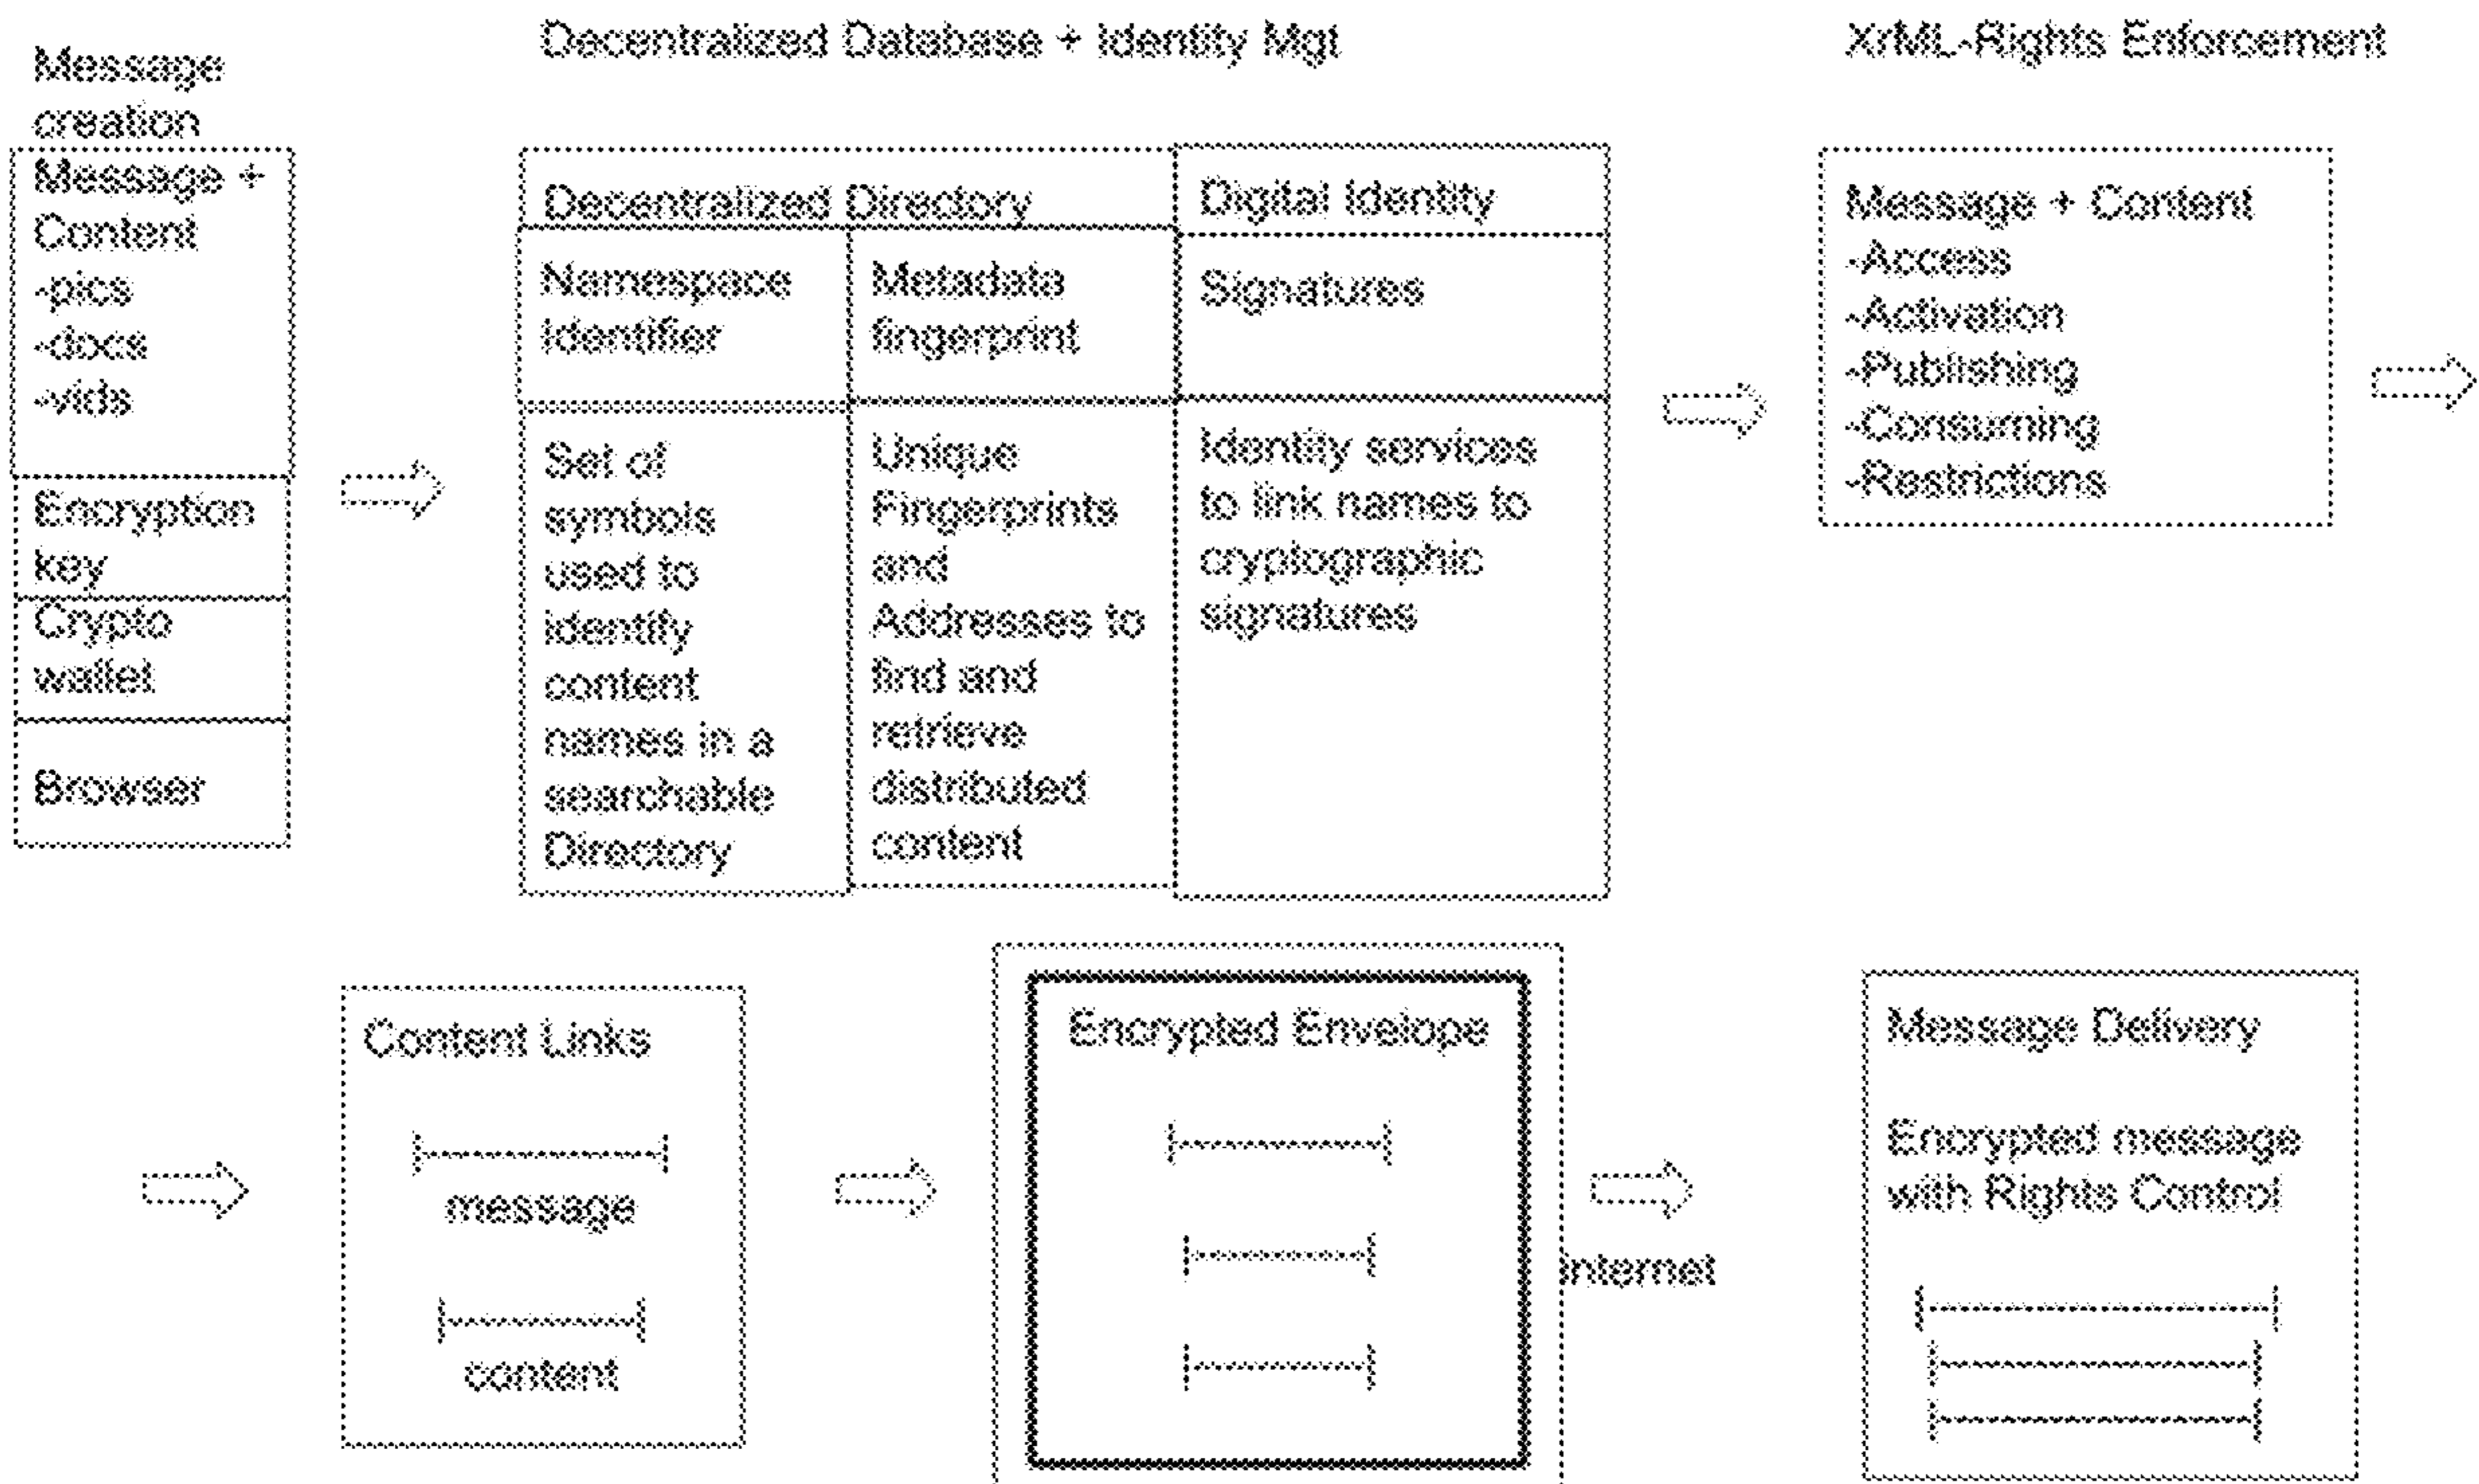 Message
creation
Message +
Content
-pics
-docs
-vids
Encryption
key
Crypto
wallet
Browser
Decentralized Database + Identity Mgt
Decentralized Directory
Digital Identity
Namespace
Identifier
Metadata
fingerprint
Signatures
Set of
symbols
used to
identify
content
names in a
searchable
Directory
Unique
Fingerprints
and
Addresses to
find and
retrieve
distributed
content
Identity services
to link names to
cryptographic
signatures
XrML-Rights Enforcement
Message + Content
-Access
-Activation
-Publishing
-Consuming
-Restrictions
Content Links
message
content
Encrypted Envelope
internet
Message Delivery
Encrypted message
with Rights Control